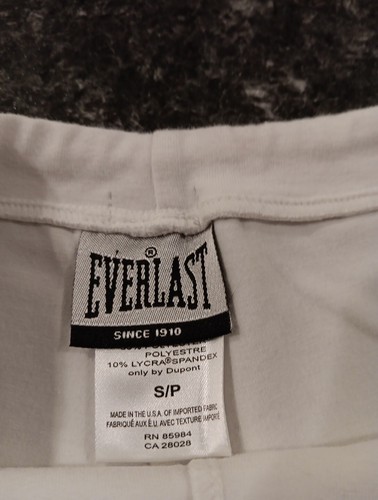 EVERLAST®
SINCE 1910
POLYESTRE
10% LYCRA®SPANDEX
only by Dupont
S/P
MADE IN THE U.S.A. OF IMPORTED FABRIC
FABRIQUÉ AUX É.U. AVEC TEXTURE IMPORTÉ
RN 85984
CA 28028